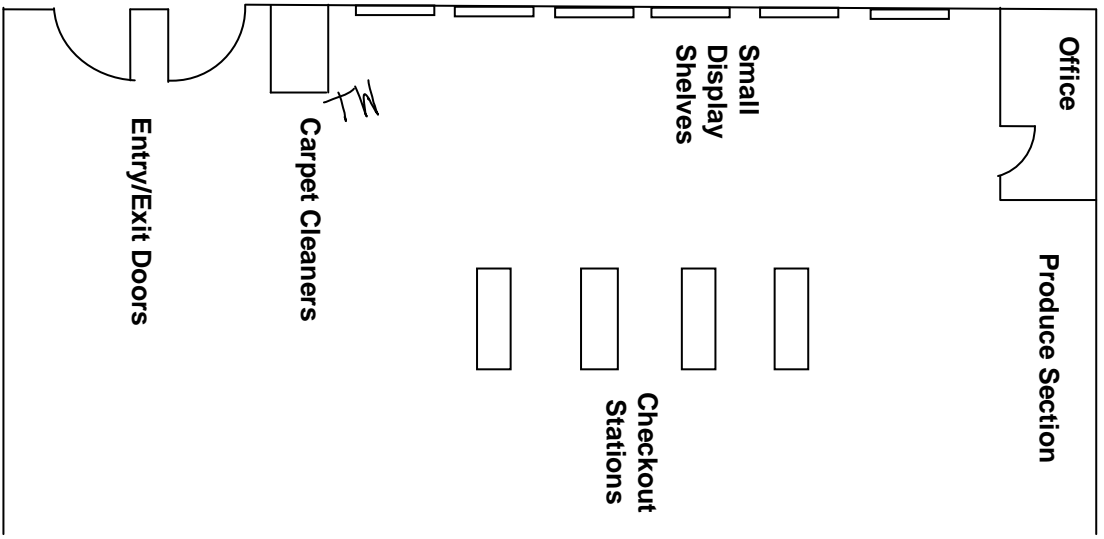 Office
Produce Section
Small
Display
Shelves
Checkout
Stations
Carpet Cleaners
Entry/Exit Doors